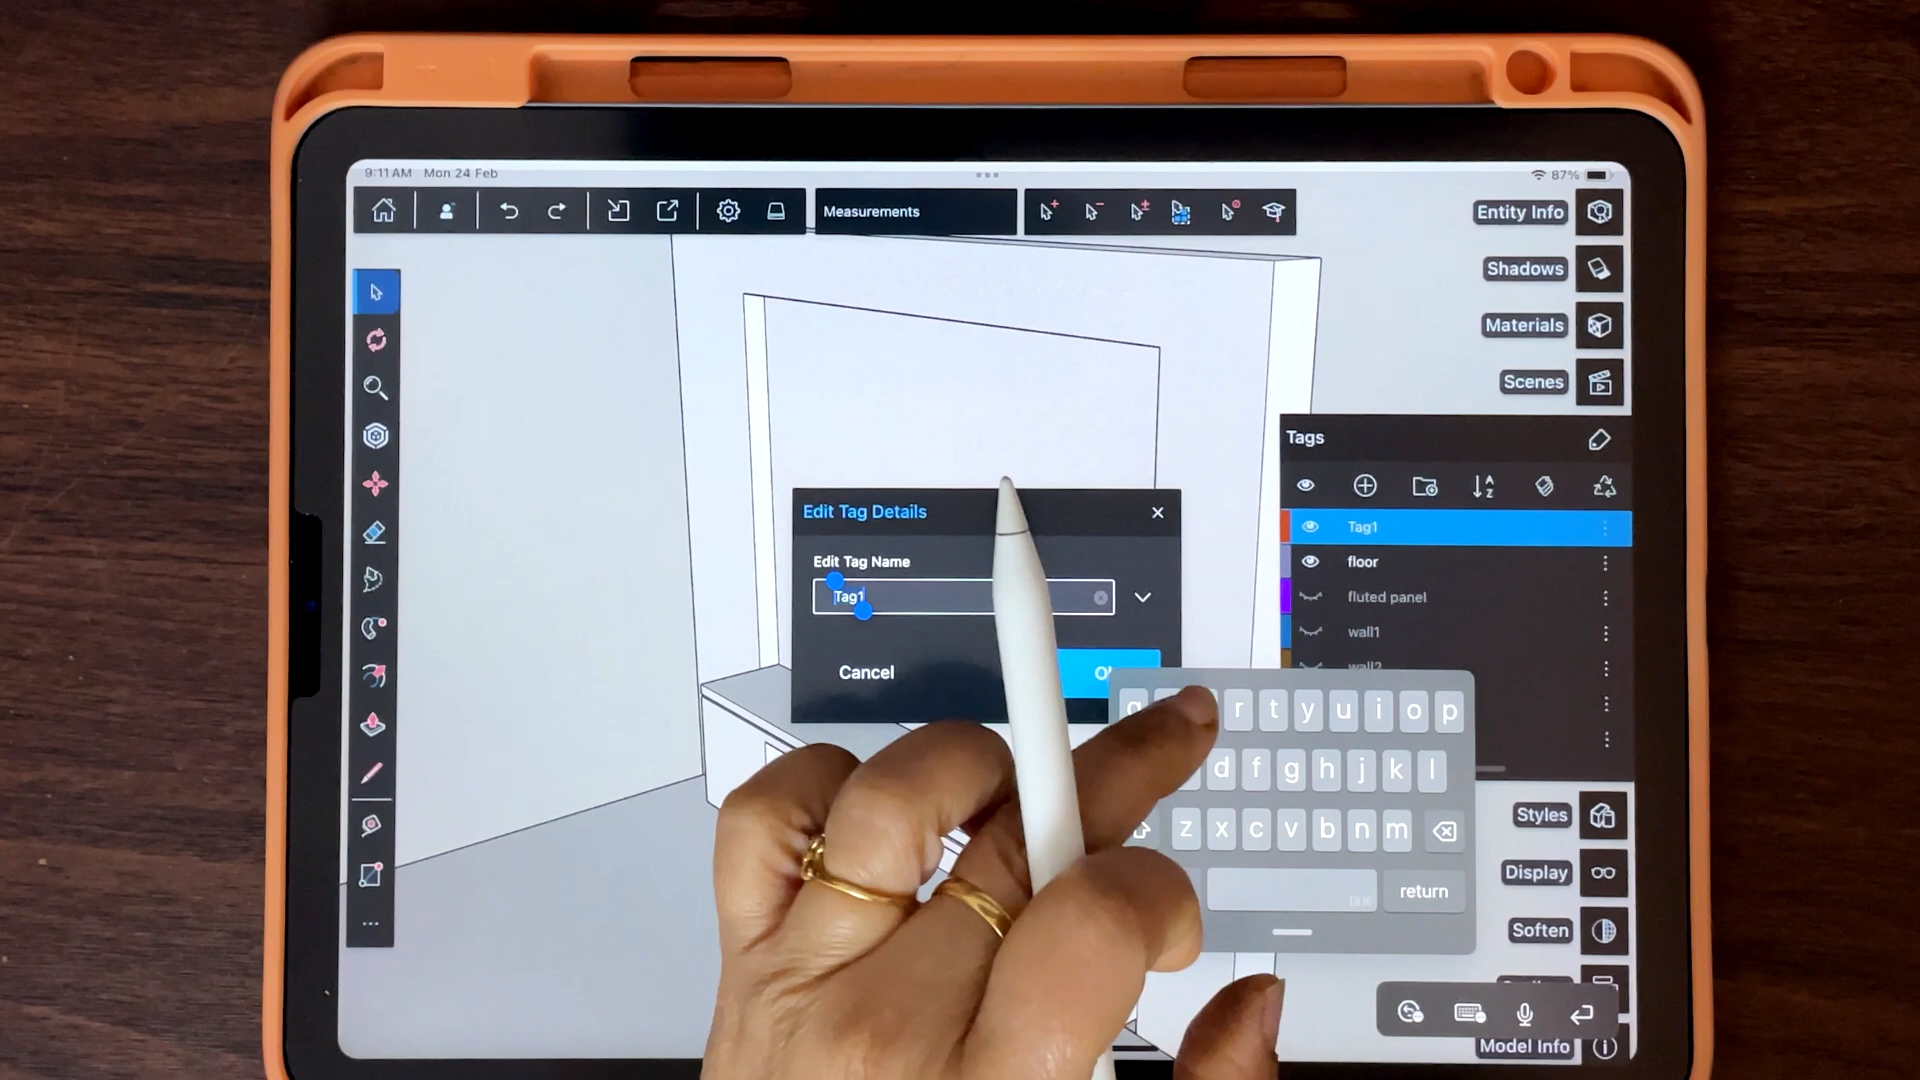 9:11 AM Mon 24 Feb
87%
Measurements
Entity Info
Shadows
Materials
Scenes
Tags
A
Z
Tag1
floor
fluted panel
wall1
wall2
Edit Tag Details
Edit Tag Name
Tag1
Cancel
r t y u i o p
d f g h j k l
z x c v b n m
return
Styles
Display
Soften
Model Info